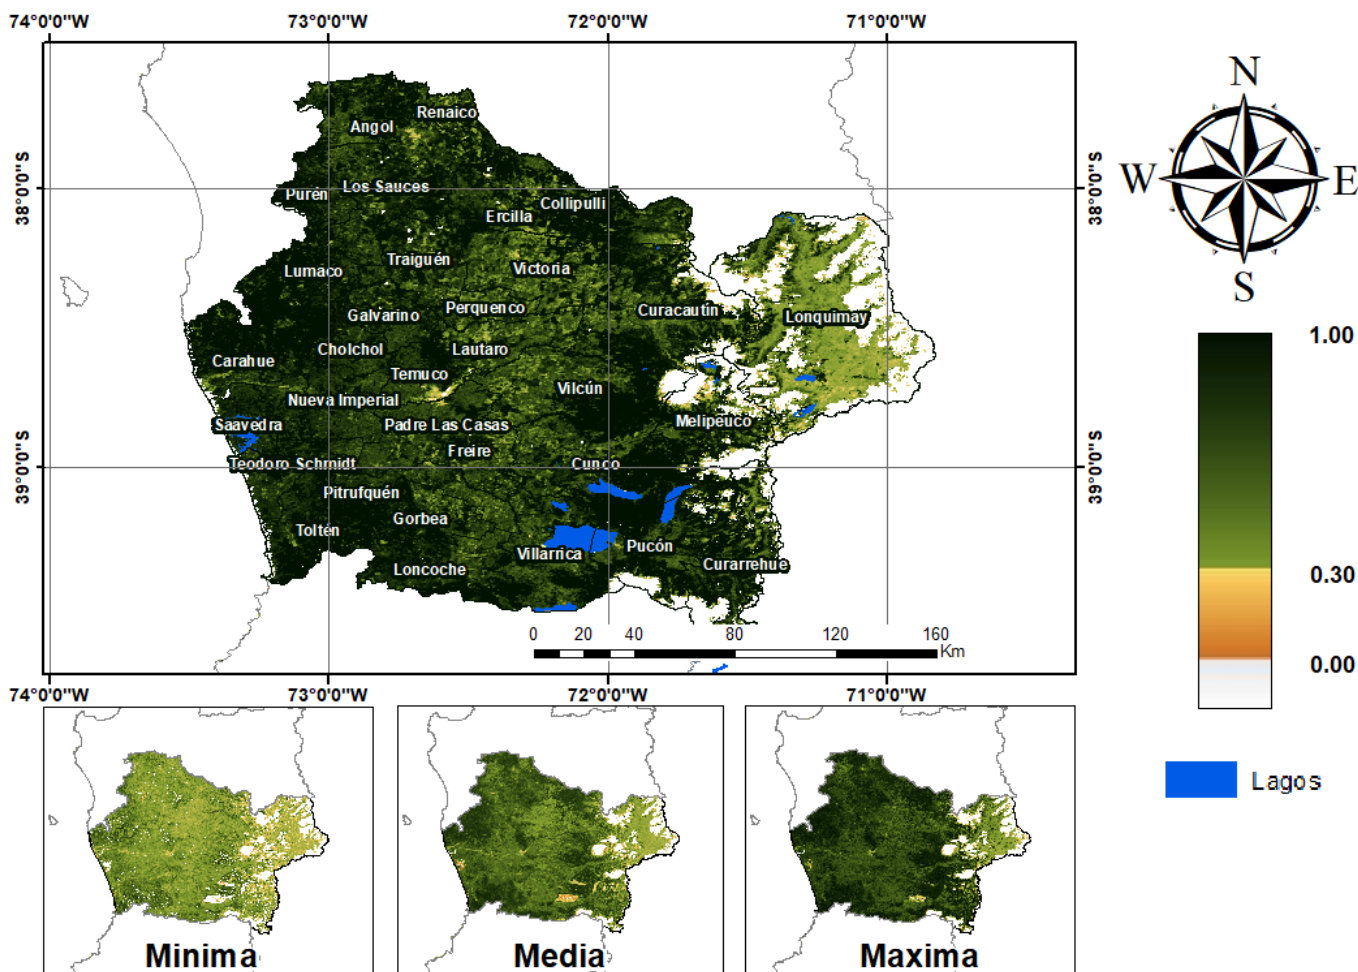 74°0'0"W 73°0'0"W 72°0'0"W 71°0'0"W
N
W E
S
38°0'0"S 38°0'0"S
39°0'0"S 39°0'0"S
Renaico
Angol
Los Sauces
Purén
Collipulli
Ercilla
Traiguén
Victoria
Lumaco
Curacautín
Perquenco
Galvarino
Lonquimay
Cholchol
Lautaro
Carahue
Temuco
Vilcún
Nueva Imperial
Melipeuco
Saavedra
Padre Las Casas
Freire
Teodoro Schmidt
Cunco
Pitrufquén
Gorbea
Toltén
Pucón
Villarrica
Curarrehue
Loncoche
0 20 40 80 120 160
Km
74°0'0"W 73°0'0"W 72°0'0"W 71°0'0"W
1.00
0.30
0.00
Lagos
Minima
Media
Maxima